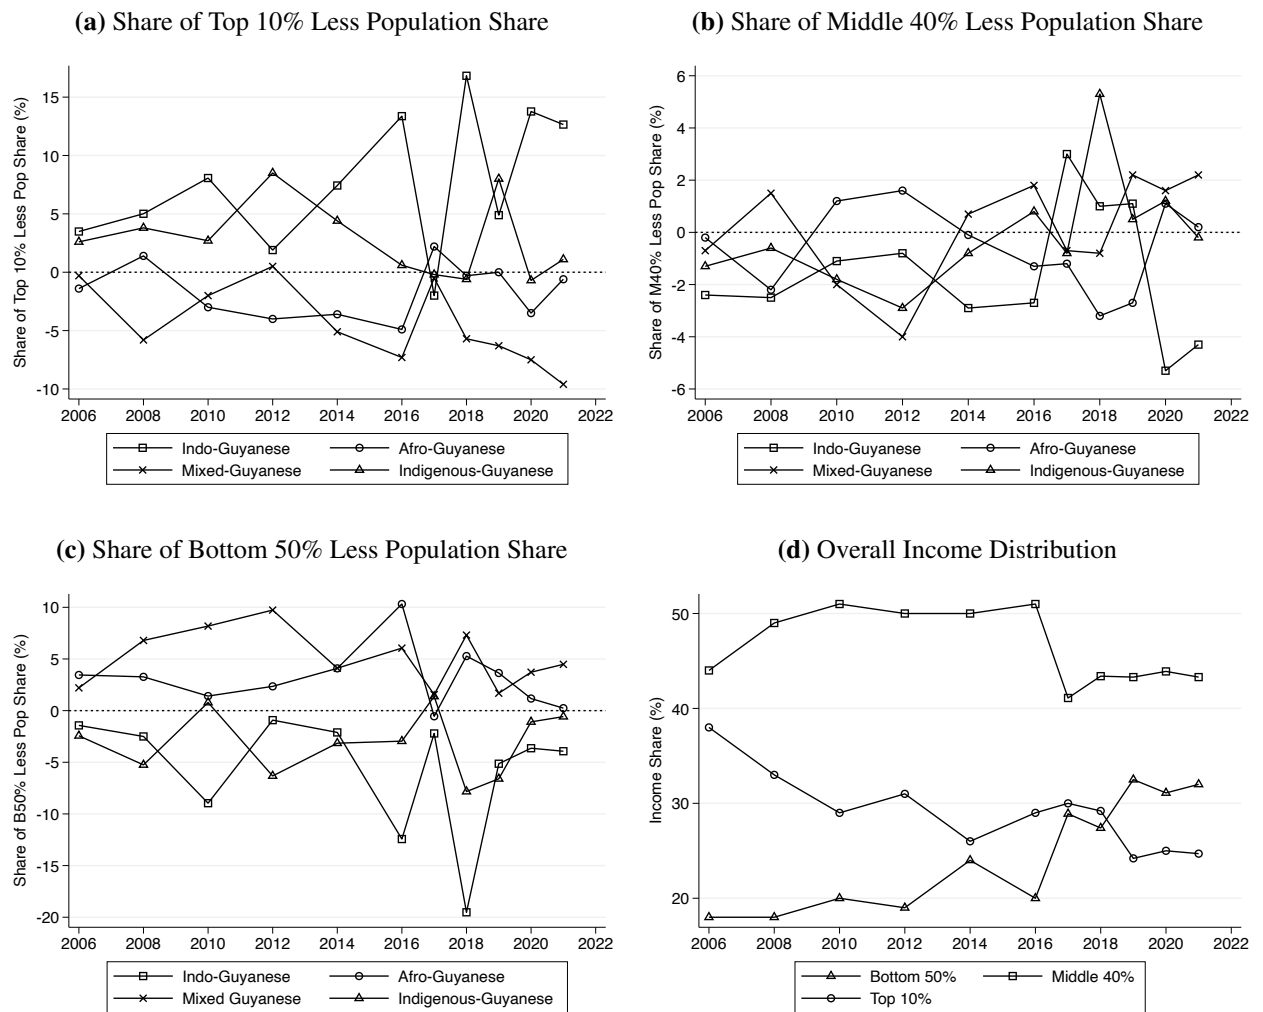 (a) Share of Top 10% Less Population Share
Share of Top 10% Less Pop Share (%)
15
10
5
0
-5
-10
2006 2008 2010 2012 2014 2016 2018 2020 2022
Indo-Guyanese Afro-Guyanese
Mixed-Guyanese Indigenous-Guyanese
(b) Share of Middle 40% Less Population Share
Share of M40% Less Pop Share (%)
6
4
2
0
-2
-4
-6
2006 2008 2010 2012 2014 2016 2018 2020 2022
Indo-Guyanese Afro-Guyanese
Mixed-Guyanese Indigenous-Guyanese
(c) Share of Bottom 50% Less Population Share
Share of B50% Less Pop Share (%)
10
5
0
-5
-10
-15
-20
2006 2008 2010 2012 2014 2016 2018 2020 2022
Indo-Guyanese Afro-Guyanese
Mixed Guyanese Indigenous-Guyanese
(d) Overall Income Distribution
Income Share (%)
50
40
30
20
2006 2008 2010 2012 2014 2016 2018 2020 2022
Bottom 50% Middle 40%
Top 10%